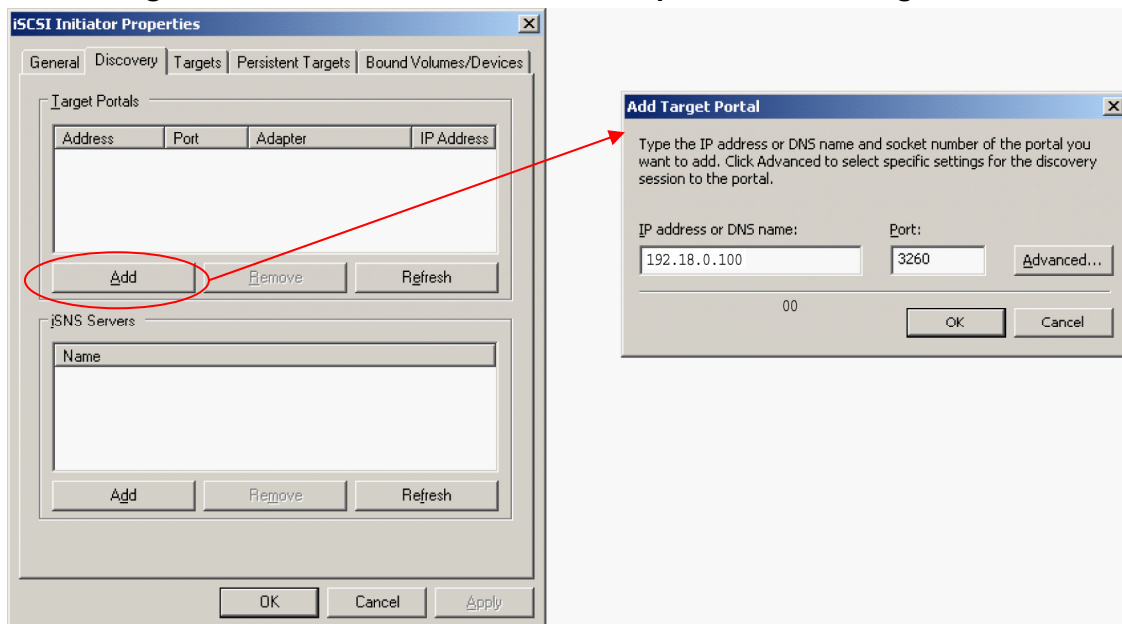 iSCSI Initiator Properties
General Discovery Targets Persistent Targets Bound Volumes/Devices
Target Portals
Address Port Adapter IP Address
Add Remove Refresh
iSNS Servers
Name
Add Remove Refresh
OK Cancel Apply
Add Target Portal
Type the IP address or DNS name and socket number of the portal you
want to add. Click Advanced to select specific settings for the discovery
session to the portal.
IP address or DNS name: Port:
192.18.0.100 3260 Advanced...
00
OK Cancel